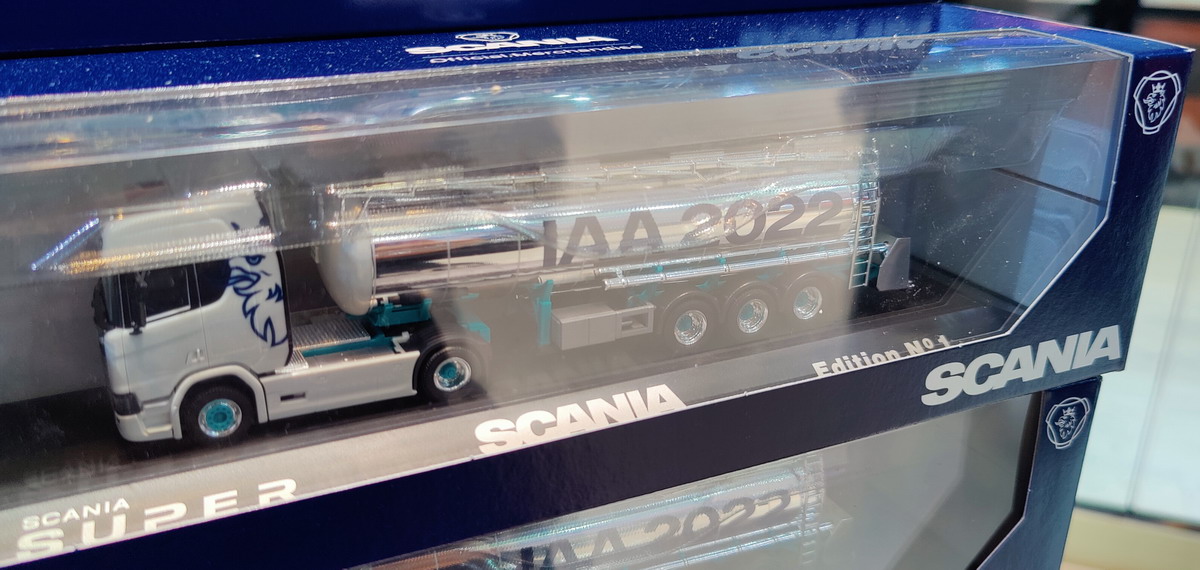 SCANIA
Official Merchandise
IAA 2022
Edition Nº 1
SCANIA
SCANIA
SCANIA
SUPER
IAA 2022